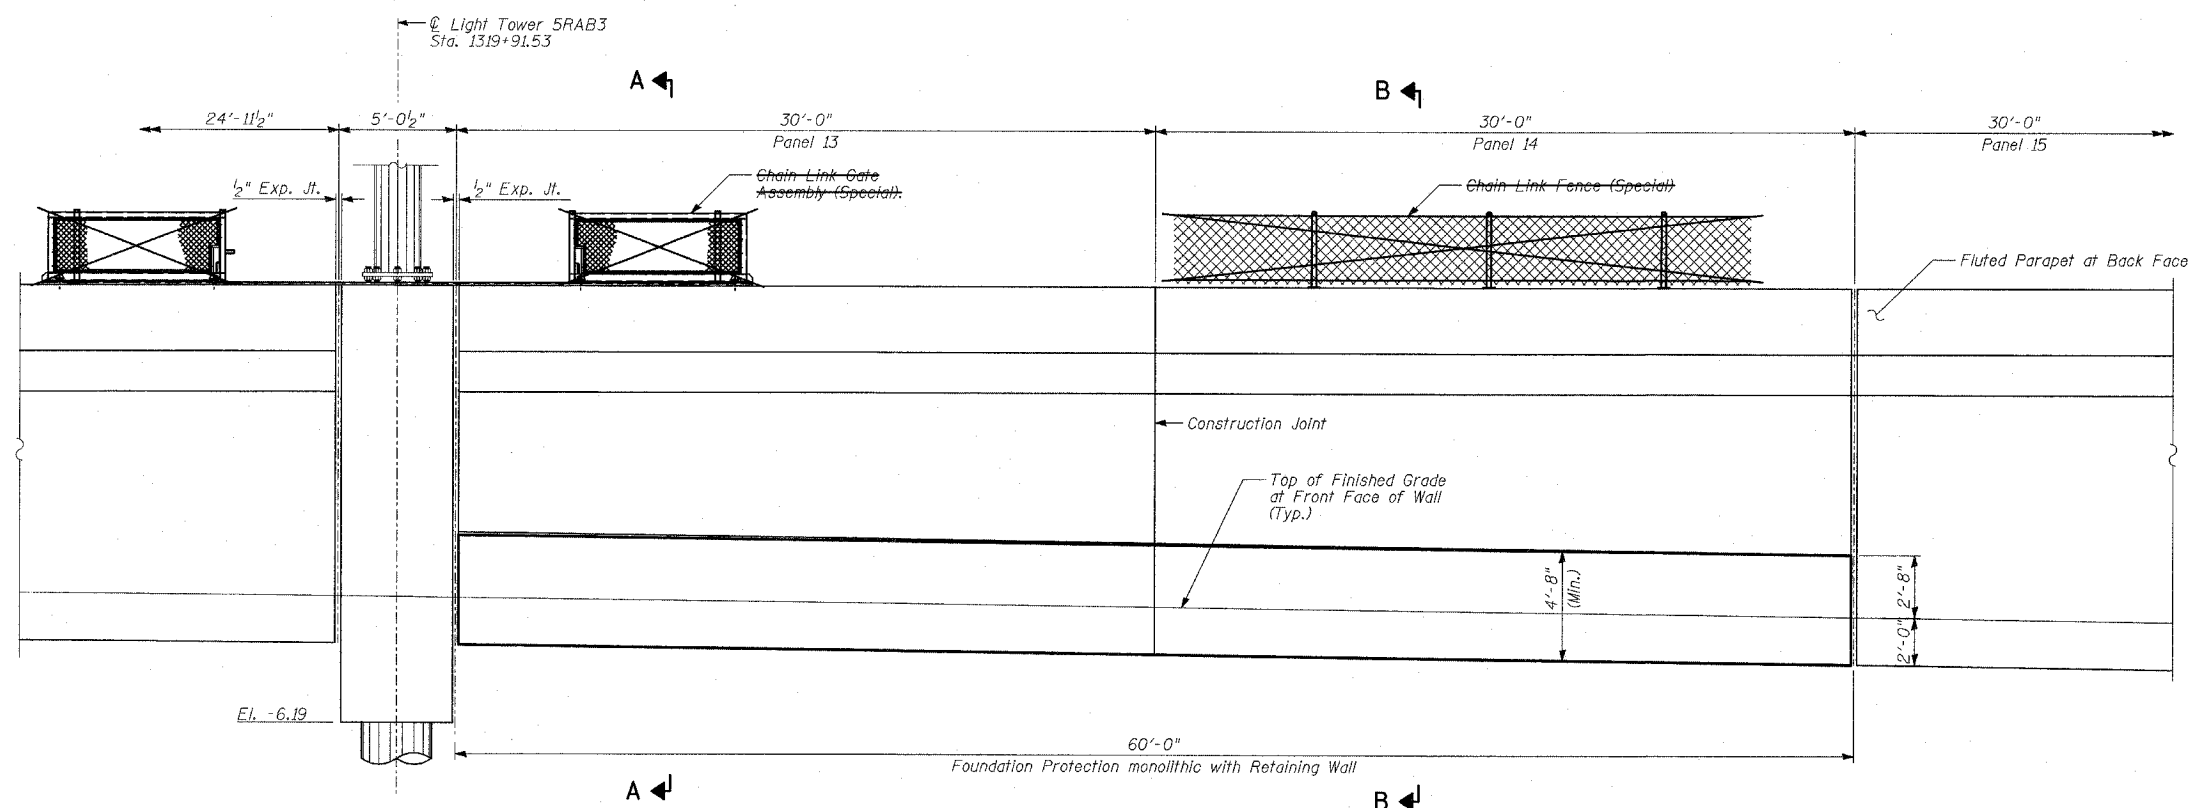 ℄ Light Tower 5RAB3
Sta. 1319+91.53
A
B
24'-11½"
5'-0½"
30'-0"
30'-0"
30'-0"
Panel 13
Panel 14
Panel 15
½" Exp. Jt.
½" Exp. Jt.
Chain Link Gate
Assembly (Special).
Chain Link Fence (Special)
Fluted Parapet at Back Face
Construction Joint
Top of Finished Grade
at Front Face of Wall
(Typ.)
4'-8"
(Min.)
2'-8"
2'-0"
El. -6.19
60'-0"
Foundation Protection monolithic with Retaining Wall
A
B